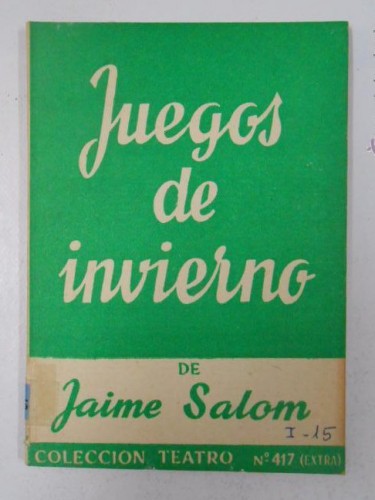 Juegos
de
invierno
DE
Jaime Salom
I-15
COLECCION TEATRO Nº 417 (EXTRA)